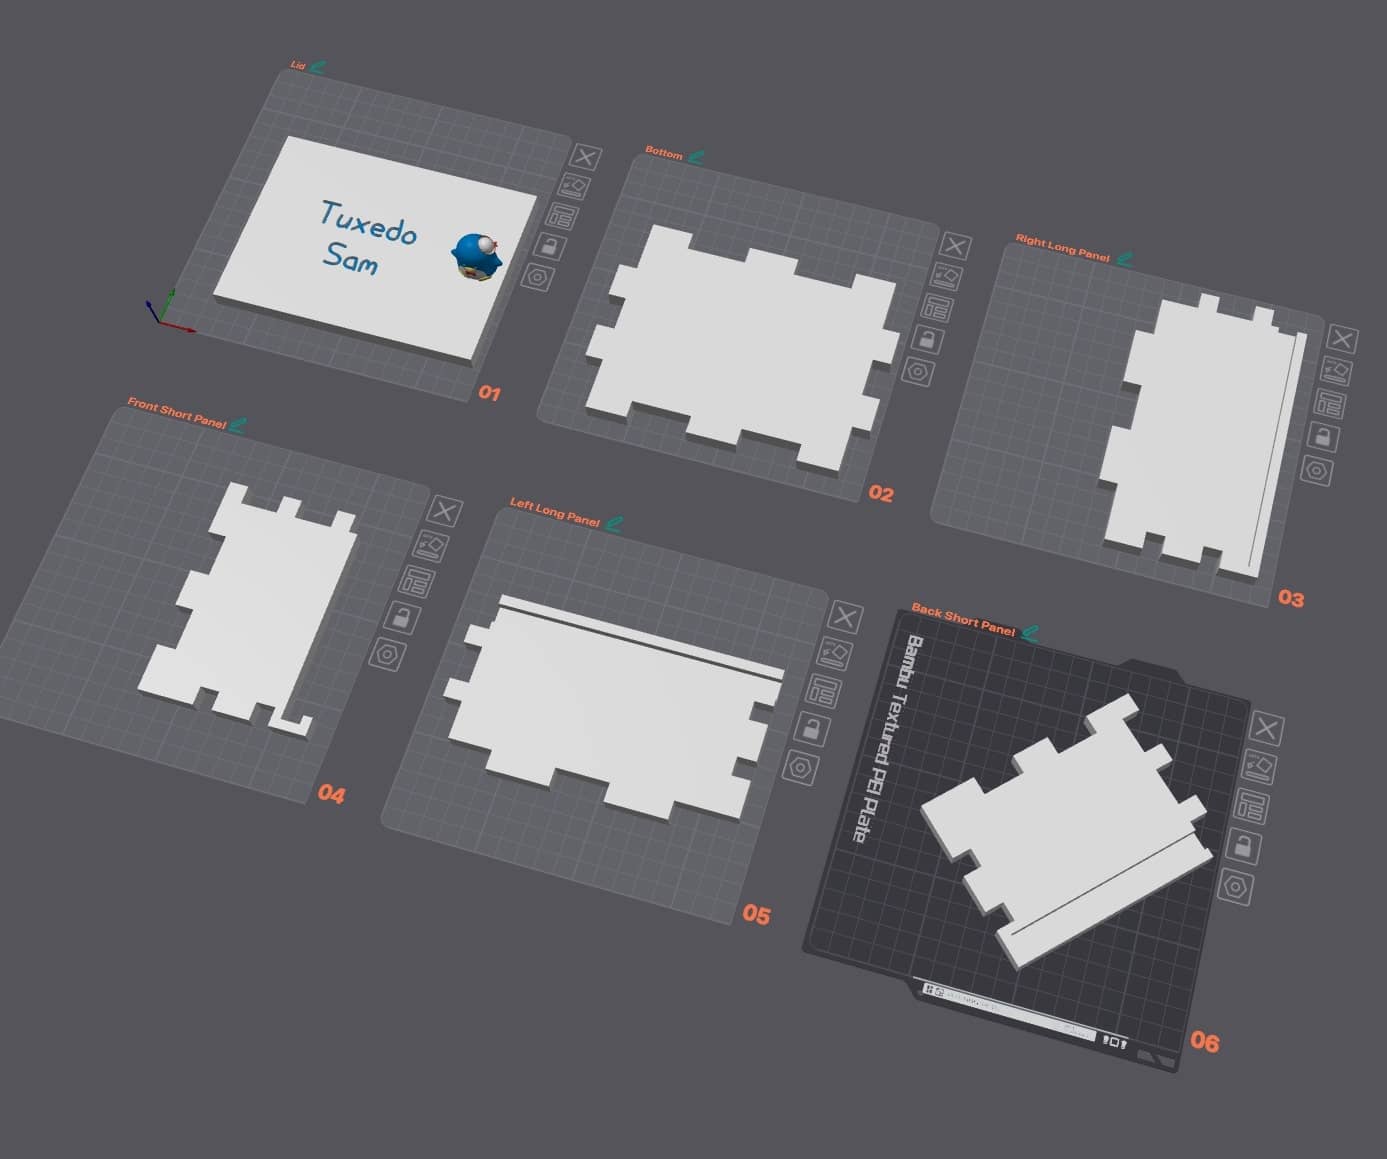 Lid
Tuxedo
Sam
01
Bottom
02
Right Long Panel
03
Front Short Panel
04
Left Long Panel
05
Back Short Panel
Bambu Textured PEI Plate
06